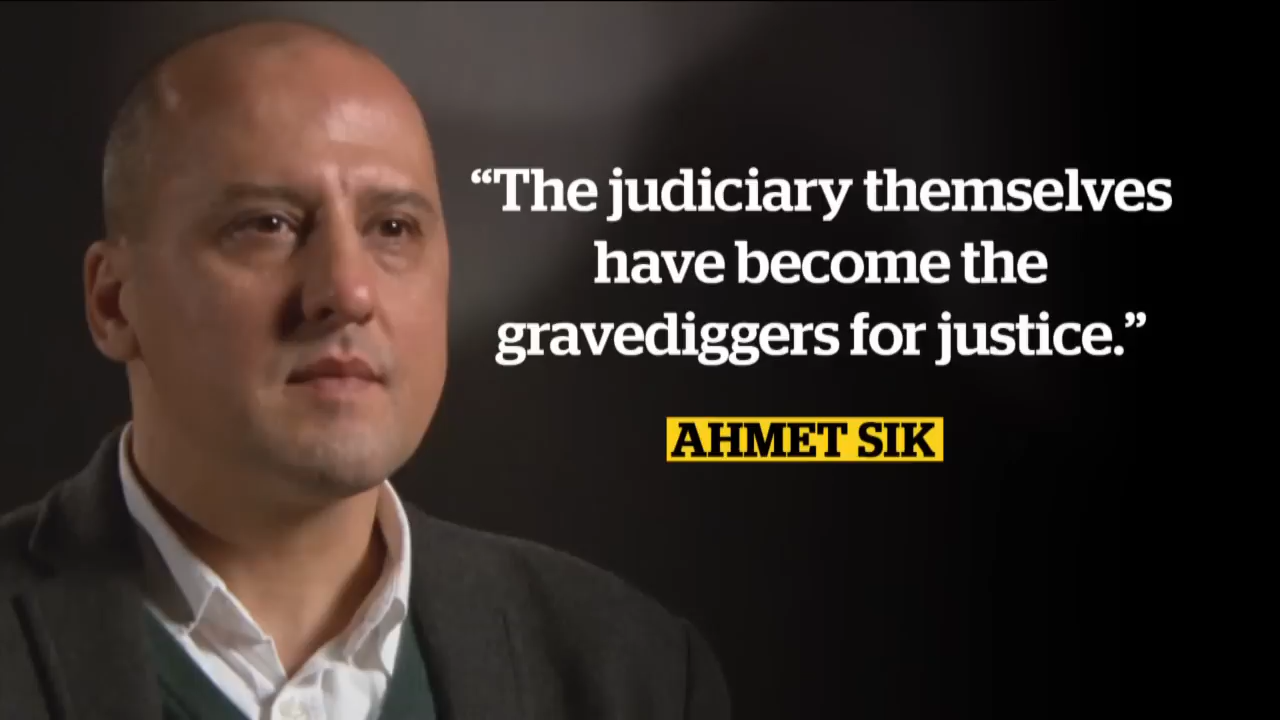 “The judiciary themselves
have become the
gravediggers for justice.”
AHMET SIK